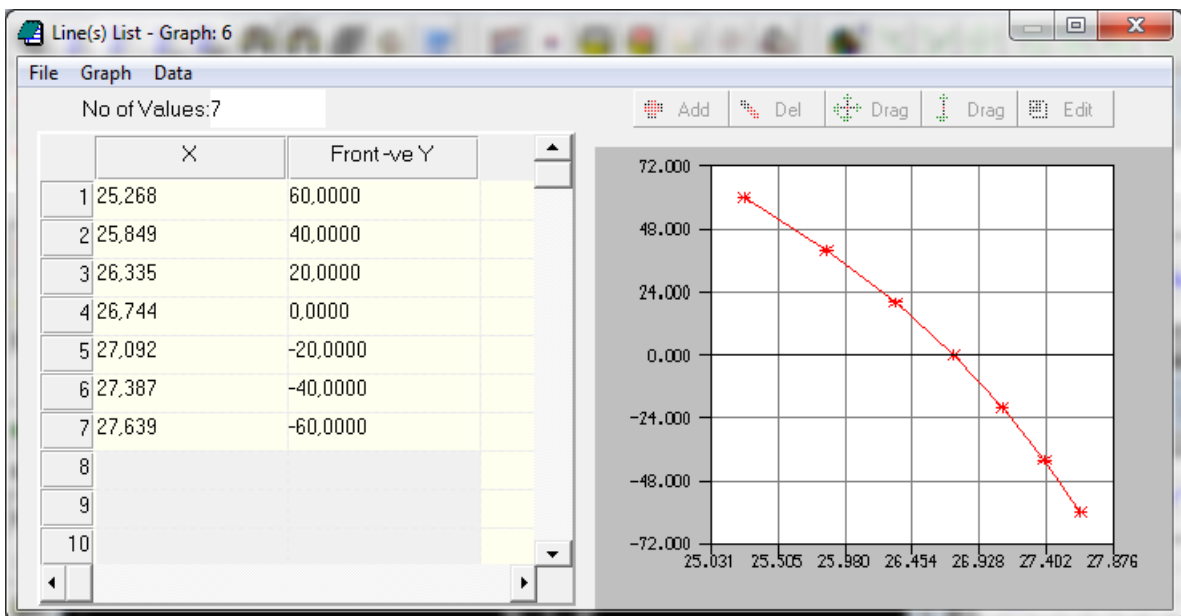 Line(s) List - Graph: 6
File Graph Data
No of Values:7
Add Del Drag Drag Edit
X Front-ve Y
1 25,268 60,0000
2 25,849 40,0000
3 26,335 20,0000
4 26,744 0,0000
5 27,092 -20,0000
6 27,387 -40,0000
7 27,639 -60,0000
8
9
10
72.000
48.000
24.000
0.000
-24.000
-48.000
-72.000
25.031 25.505 25.980 26.454 26.928 27.402 27.876